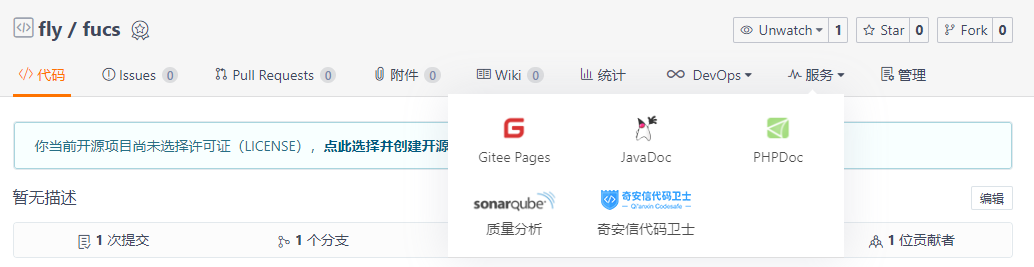 fly / fucs
Unwatch 1 Star 0 Fork 0
代码 Issues 0 Pull Requests 0 附件 0 Wiki 0 统计 DevOps 服务 管理
你当前开源项目尚未选择许可证（LICENSE），点此选择并创建开源
Gitee Pages JavaDoc PHPDoc
暂无描述 编辑
sonarqube 奇安信代码卫士
Qi'anxin Codesafe
质量分析 奇安信代码卫士
1 次提交 1 个分支 1 位贡献者